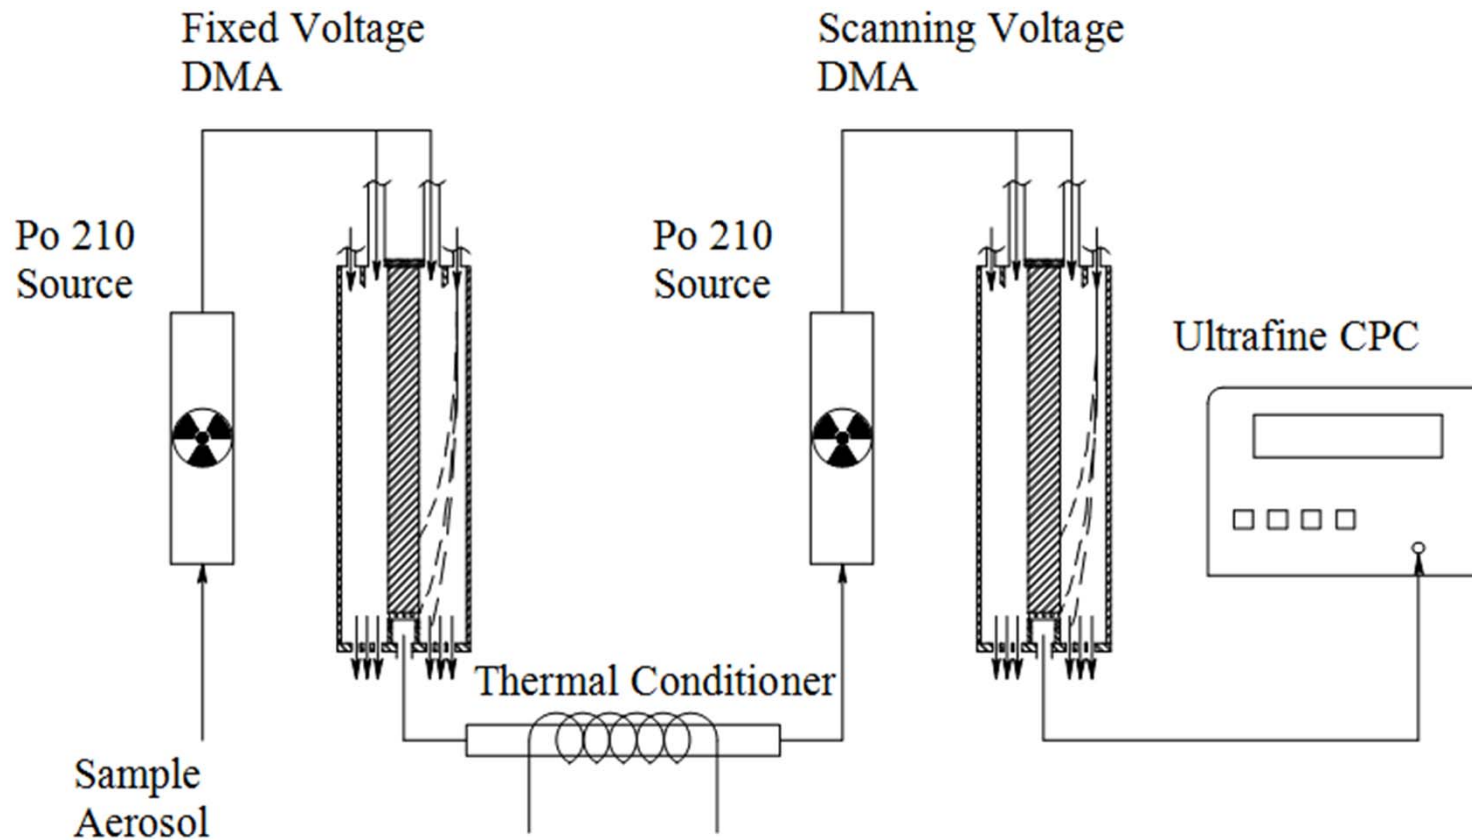 Fixed Voltage
DMA
Scanning Voltage
DMA
Po 210
Source
Po 210
Source
Ultrafine CPC
Thermal Conditioner
Sample
Aerosol